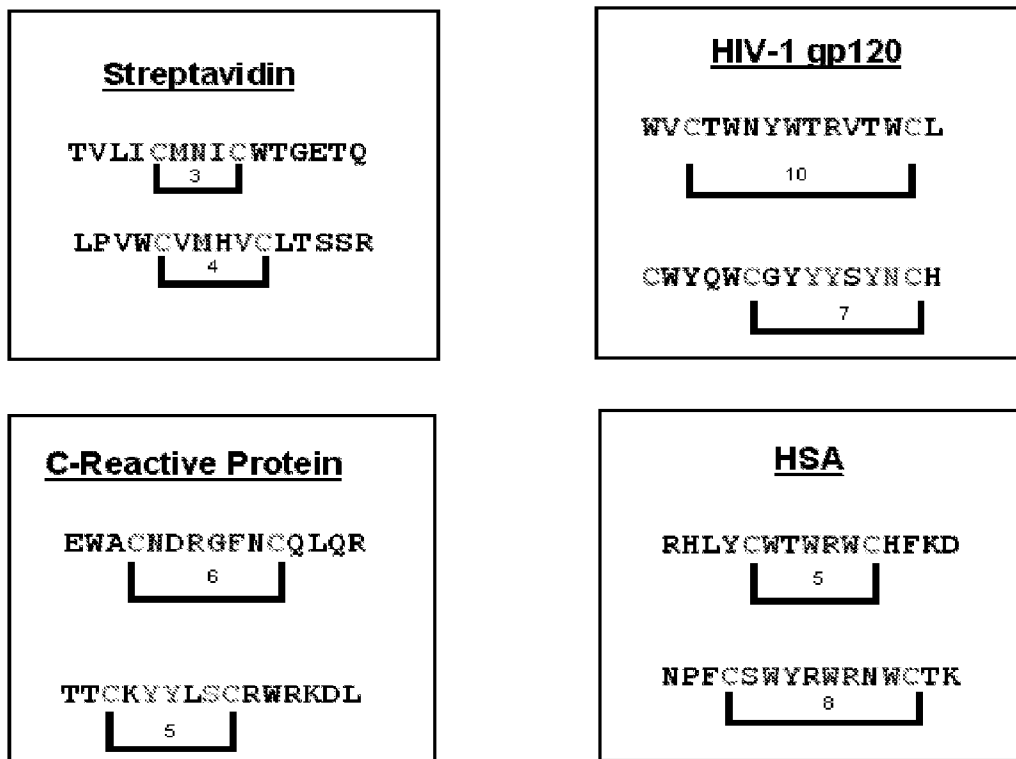 Streptavidin
TVLICMNICWTGETQ
3
LPVWCVMHVCLTSSR
4
HIV-1 gp120
WVCTWNYWTRVTWCL
10
CWYQWCGYYYSYNCH
7
C-Reactive Protein
EWACNDRGFNCQLQR
6
TTCKYYLSCRWRKDL
5
HSA
RHLYCWTWRWCHFKD
5
NPFCSWYRWRNWCTK
8